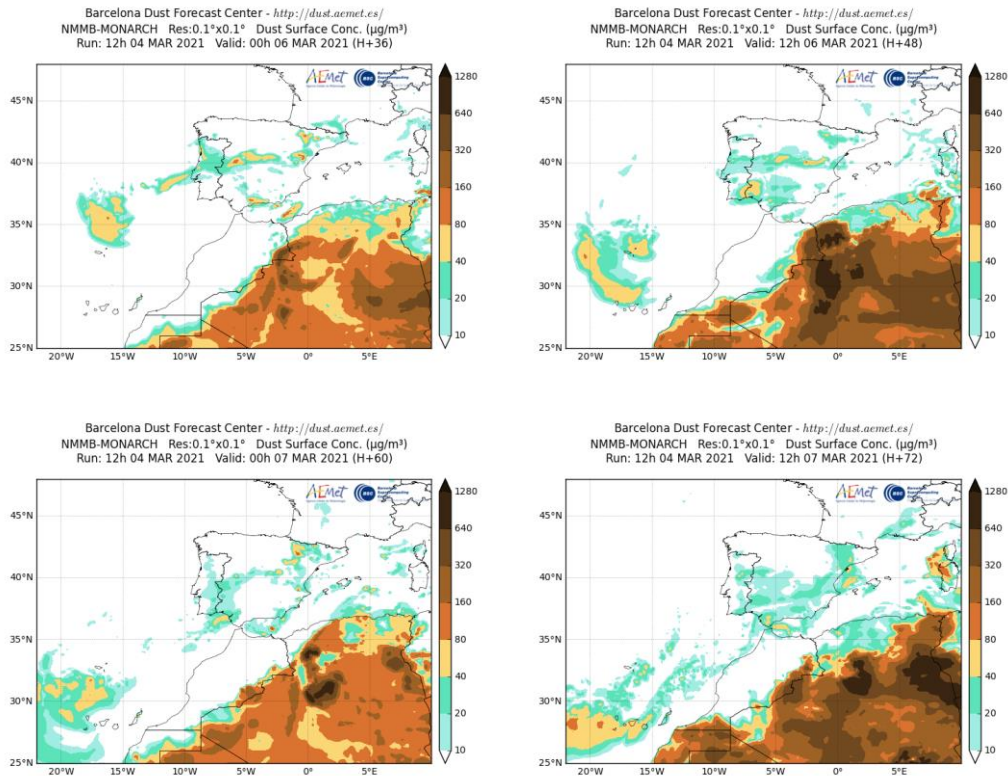 Barcelona Dust Forecast Center - http://dust.aemet.es/
NMMB-MONARCH Res:0.1°x0.1° Dust Surface Conc. (µg/m³)
Run: 12h 04 MAR 2021 Valid: 00h 06 MAR 2021 (H+36)
AEmet
BSC
1280
640
320
160
80
40
20
10
45°N
40°N
35°N
30°N
25°N
20°W 15°W 10°W 5°W 0° 5°E
Barcelona Dust Forecast Center - http://dust.aemet.es/
NMMB-MONARCH Res:0.1°x0.1° Dust Surface Conc. (µg/m³)
Run: 12h 04 MAR 2021 Valid: 12h 06 MAR 2021 (H+48)
AEmet
BSC
1280
640
320
160
80
40
20
10
45°N
40°N
35°N
30°N
25°N
20°W 15°W 10°W 5°W 0° 5°E
Barcelona Dust Forecast Center - http://dust.aemet.es/
NMMB-MONARCH Res:0.1°x0.1° Dust Surface Conc. (µg/m³)
Run: 12h 04 MAR 2021 Valid: 00h 07 MAR 2021 (H+60)
AEmet
BSC
1280
640
320
160
80
40
20
10
45°N
40°N
35°N
30°N
25°N
20°W 15°W 10°W 5°W 0° 5°E
Barcelona Dust Forecast Center - http://dust.aemet.es/
NMMB-MONARCH Res:0.1°x0.1° Dust Surface Conc. (µg/m³)
Run: 12h 04 MAR 2021 Valid: 12h 07 MAR 2021 (H+72)
AEmet
BSC
1280
640
320
160
80
40
20
10
45°N
40°N
35°N
30°N
25°N
20°W 15°W 10°W 5°W 0° 5°E